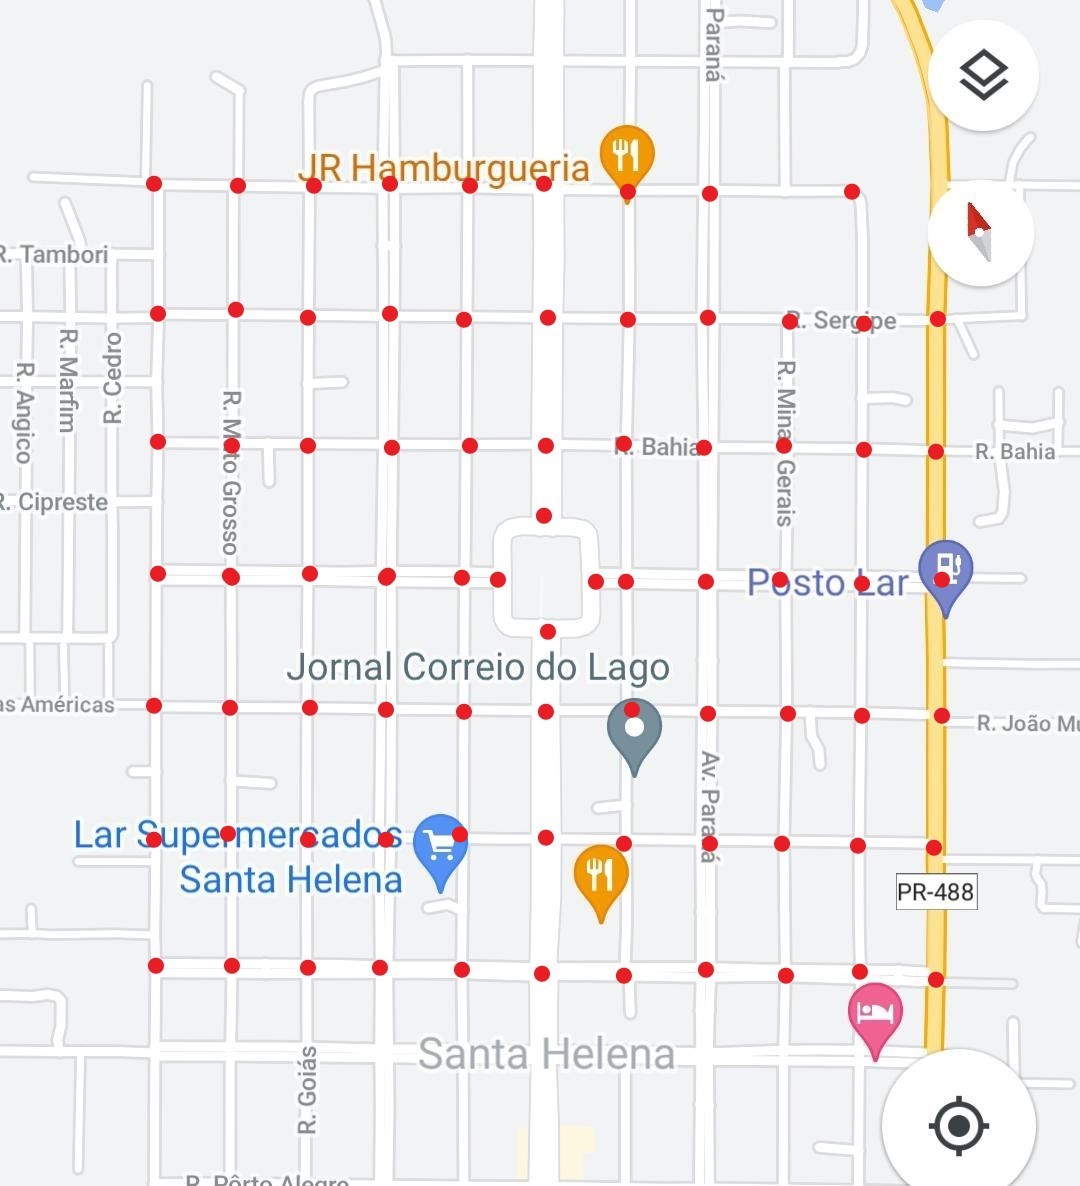 Paraná
JR Hamburgueria
R. Tambori
R. Sergipe
R. Cedro
R. Marfim
R. Angico
R. Mato Grosso
R. Minas Gerais
R. Bahia
R. Bahia
R. Cipreste
Posto Lar
Jornal Correio do Lago
as Américas
R. João Mu
Av. Paraná
Lar Supermercados
Santa Helena
PR-488
Santa Helena
R. Goiás
R. Pôrto Alegre